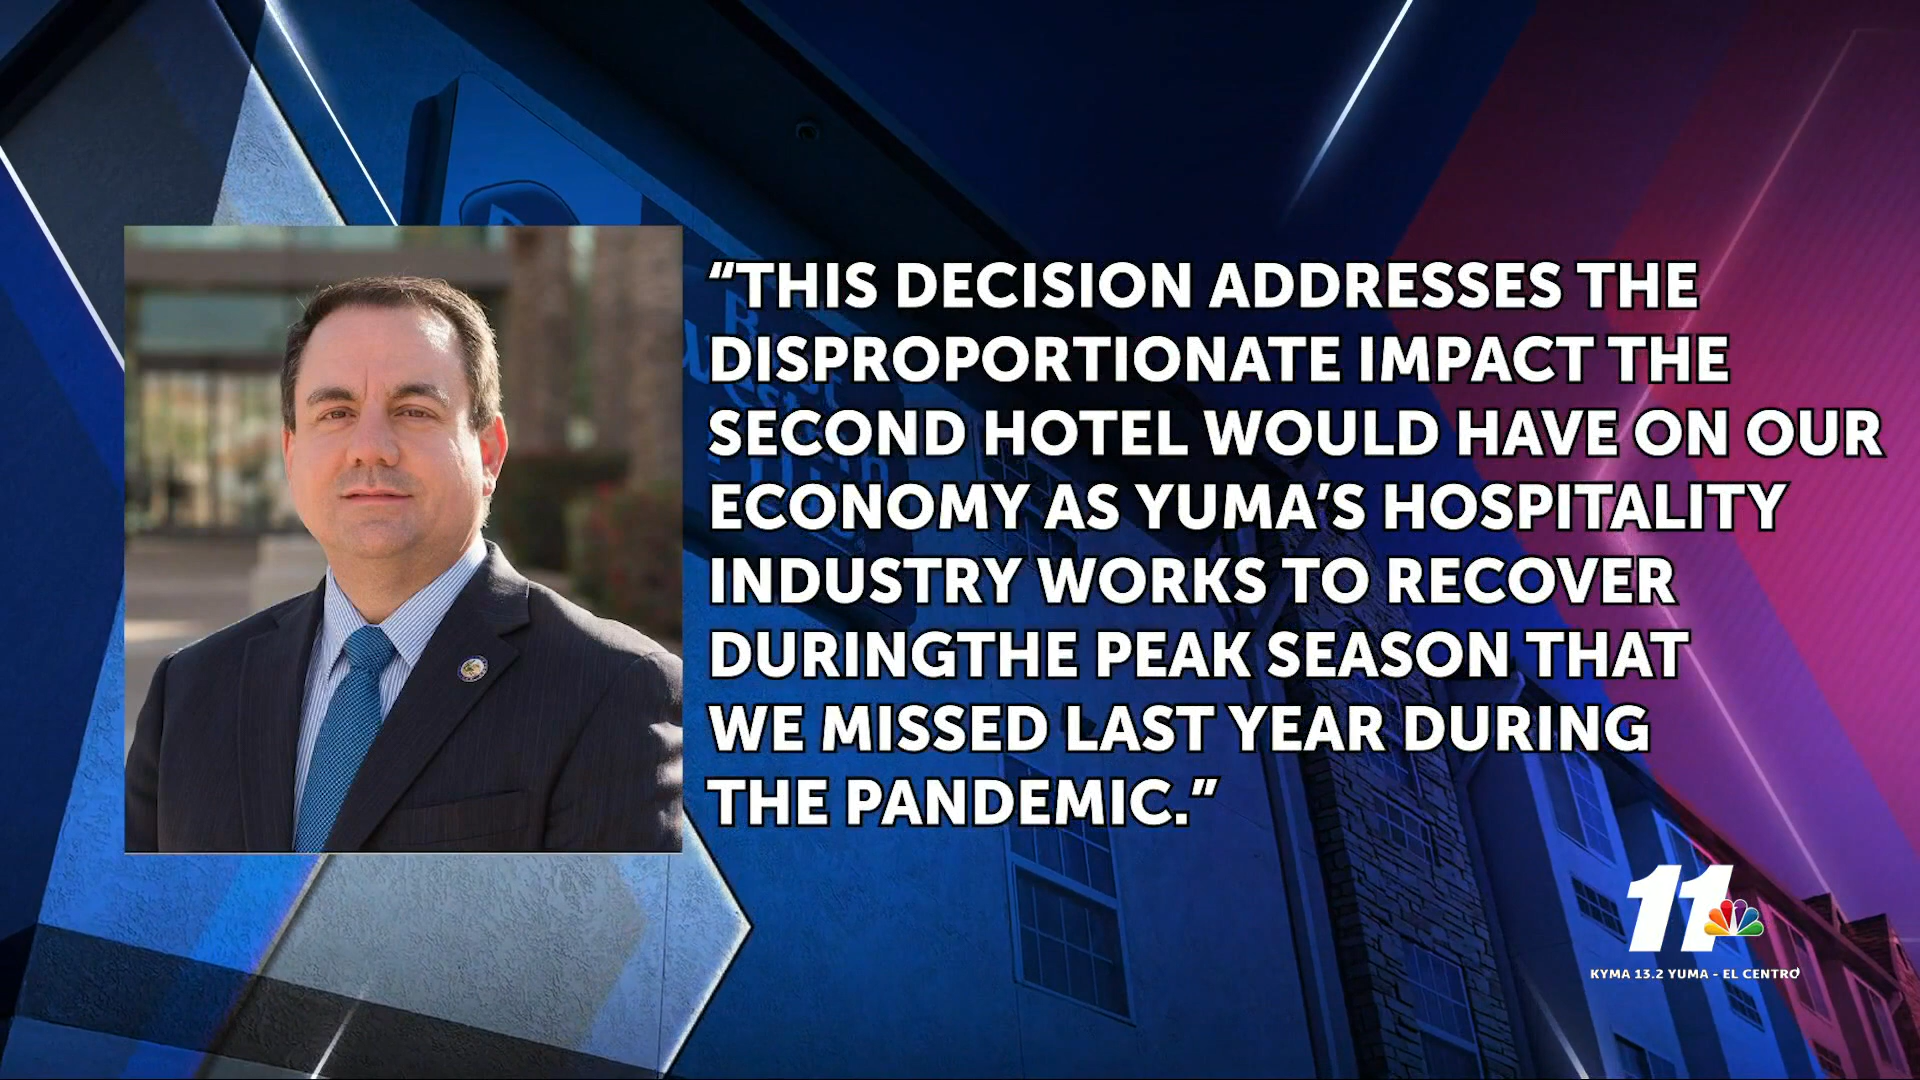 “THIS DECISION ADDRESSES THE
DISPROPORTIONATE IMPACT THE
SECOND HOTEL WOULD HAVE ON OUR
ECONOMY AS YUMA’S HOSPITALITY
INDUSTRY WORKS TO RECOVER
DURINGTHE PEAK SEASON THAT
WE MISSED LAST YEAR DURING
THE PANDEMIC.”
11
KYMA 13.2 YUMA - EL CENTRO